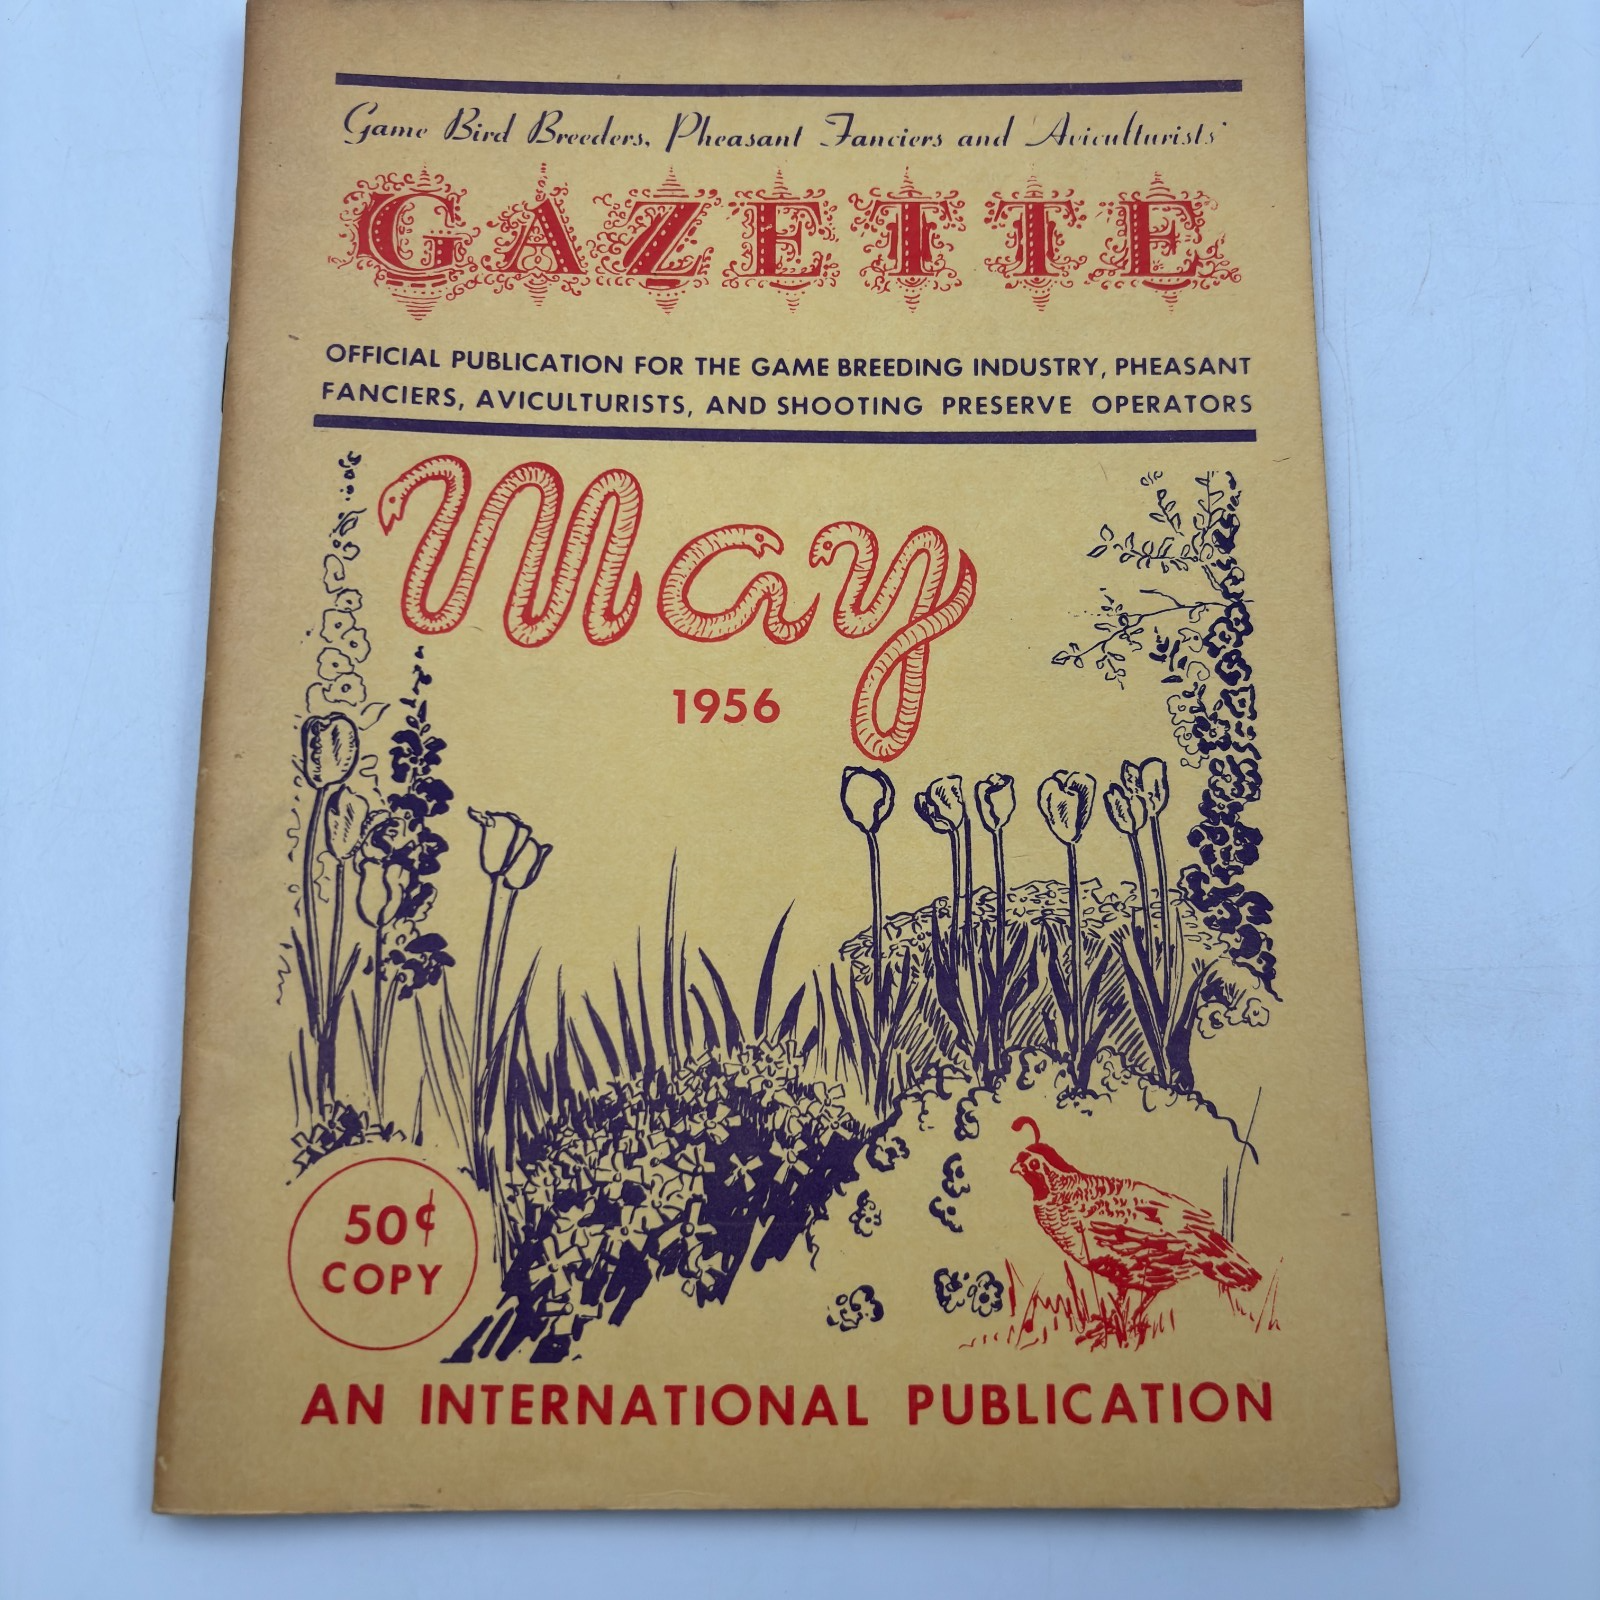 Game Bird Breeders, Pheasant Fanciers and Aviculturists'
GAZETTE
OFFICIAL PUBLICATION FOR THE GAME BREEDING INDUSTRY, PHEASANT
FANCIERS, AVICULTURISTS, AND SHOOTING PRESERVE OPERATORS
May
1956
50¢
COPY
AN INTERNATIONAL PUBLICATION